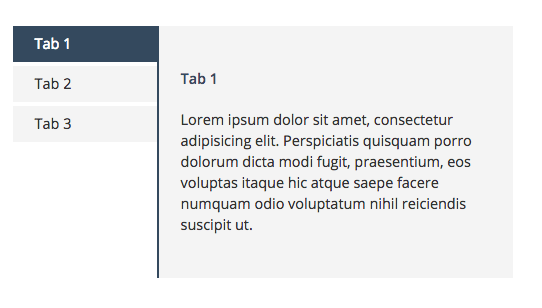 Tab 1
Tab 2
Tab 3
Tab 1
Lorem ipsum dolor sit amet, consectetur
adipisicing elit. Perspiciatis quisquam porro
dolorum dicta modi fugit, praesentium, eos
voluptas itaque hic atque saepe facere
numquam odio voluptatum nihil reiciendis
suscipit ut.